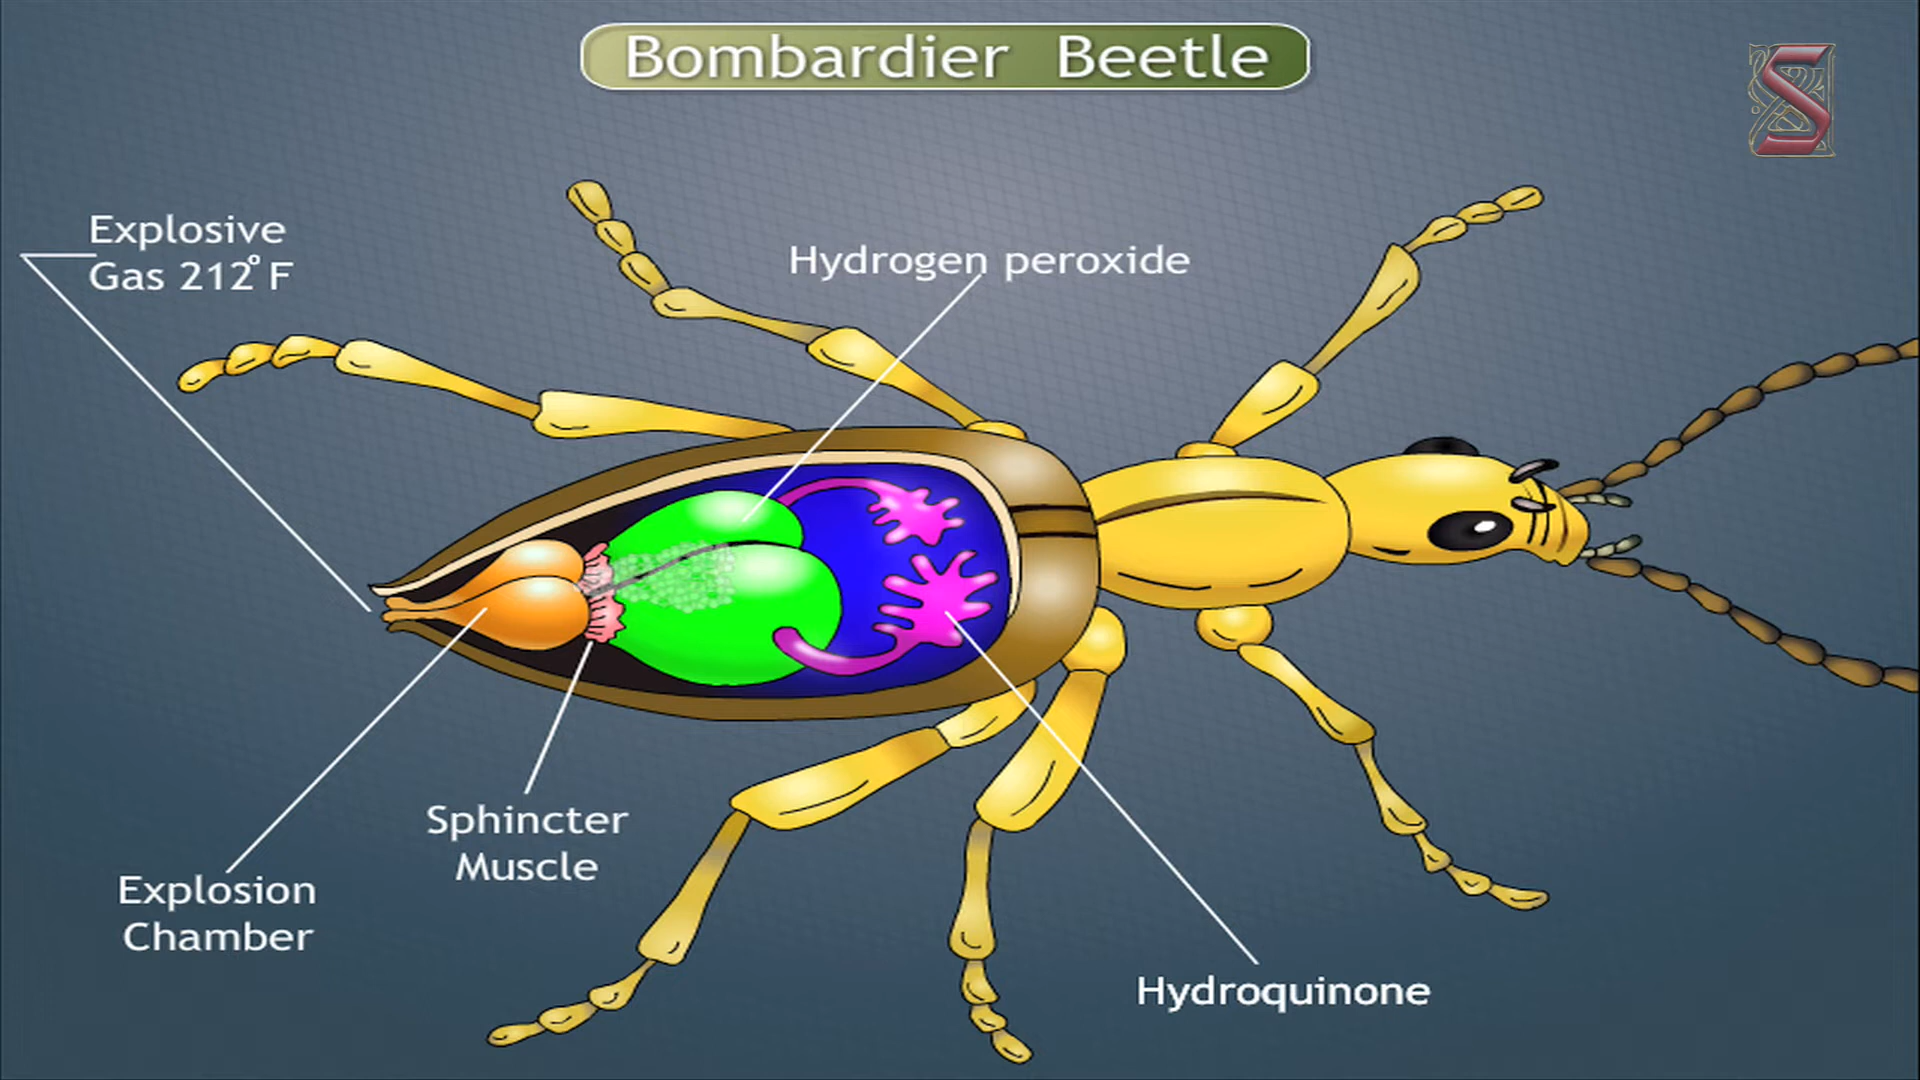 Bombardier Beetle
S
Explosive
Gas 212° F
Hydrogen peroxide
Sphincter
Muscle
Explosion
Chamber
Hydroquinone